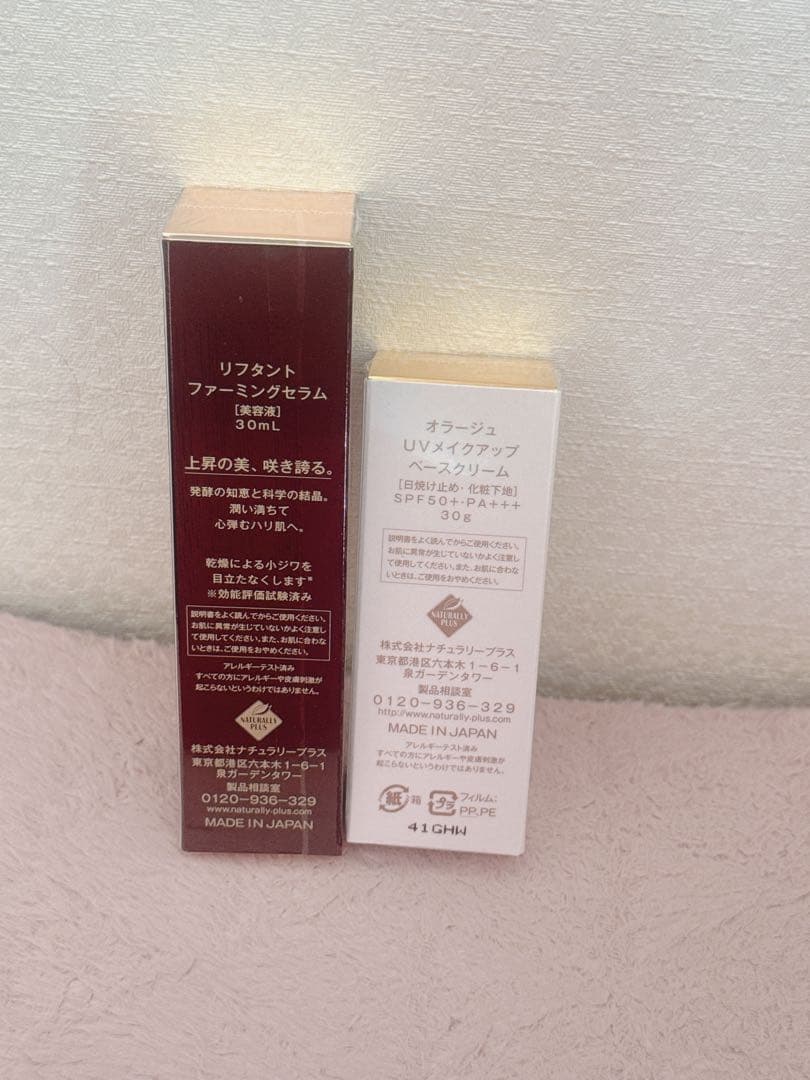 リフタント
ファーミングセラム
[美容液]
30mL
上昇の美、咲き誇る。
発酵の知恵と科学の結晶。
潤い満ちて
心弾むハリ肌へ。
乾燥による小ジワを
目立たなくします*
※効能評価試験済み
説明書をよく読んでからご使用ください。
お肌に異常が生じていないかよく注意し
て使用してください。また、お肌に合わな
いときは、ご使用をおやめください。
アレルギーテスト済み
すべての方にアレルギーや皮膚刺激が
起こらないというわけではありません。
NATURALLY
PLUS
株式会社ナチュラリープラス
東京都港区六本木1-6-1
泉ガーデンタワー
製品相談室
0120-936-329
www.naturally-plus.com
MADE IN JAPAN
オラージュ
UVメイクアップ
ベースクリーム
[日焼け止め・化粧下地]
SPF50+・PA+++
30g
説明書をよく読んでからご使用ください。
お肌に異常が生じていないかよく注意し
て使用してください。また、お肌に合わな
いときは、ご使用をおやめください。
NATURALLY
PLUS
株式会社ナチュラリープラス
東京都港区六本木1-6-1
泉ガーデンタワー
製品相談室
0120-936-329
http://www.naturally-plus.com
MADE IN JAPAN
アレルギーテスト済み
すべての方にアレルギーや皮膚刺激が
起こらないというわけではありません。
紙 箱 プラ フィルム:
PP,PE
41GHW